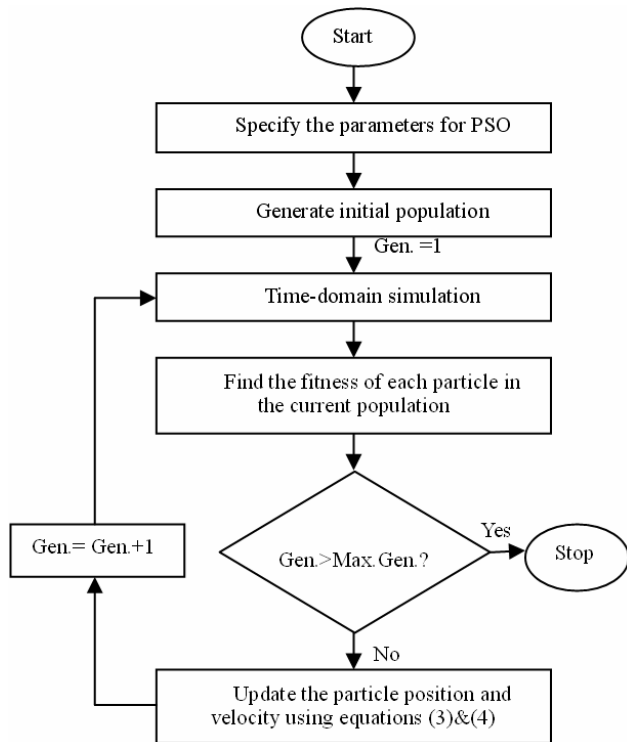 Start
Specify the parameters for PSO
Generate initial population
Gen. =1
Time-domain simulation
Find the fitness of each particle in
the current population
Gen.>Max.Gen.?
Yes
Stop
No
Update the particle position and
velocity using equations (3)&(4)
Gen.= Gen.+1